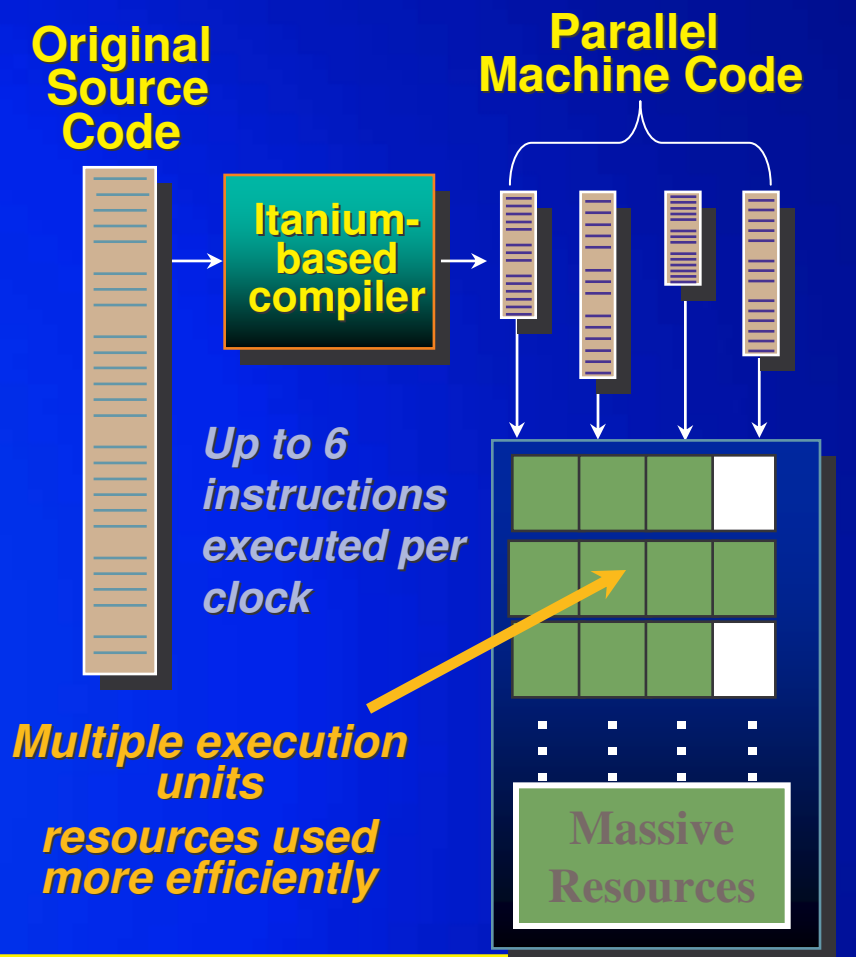 Original
Source
Code
Parallel
Machine Code
Itanium-
based
compiler
Up to 6
instructions
executed per
clock
Multiple execution
units
resources used
more efficiently
Massive
Resources